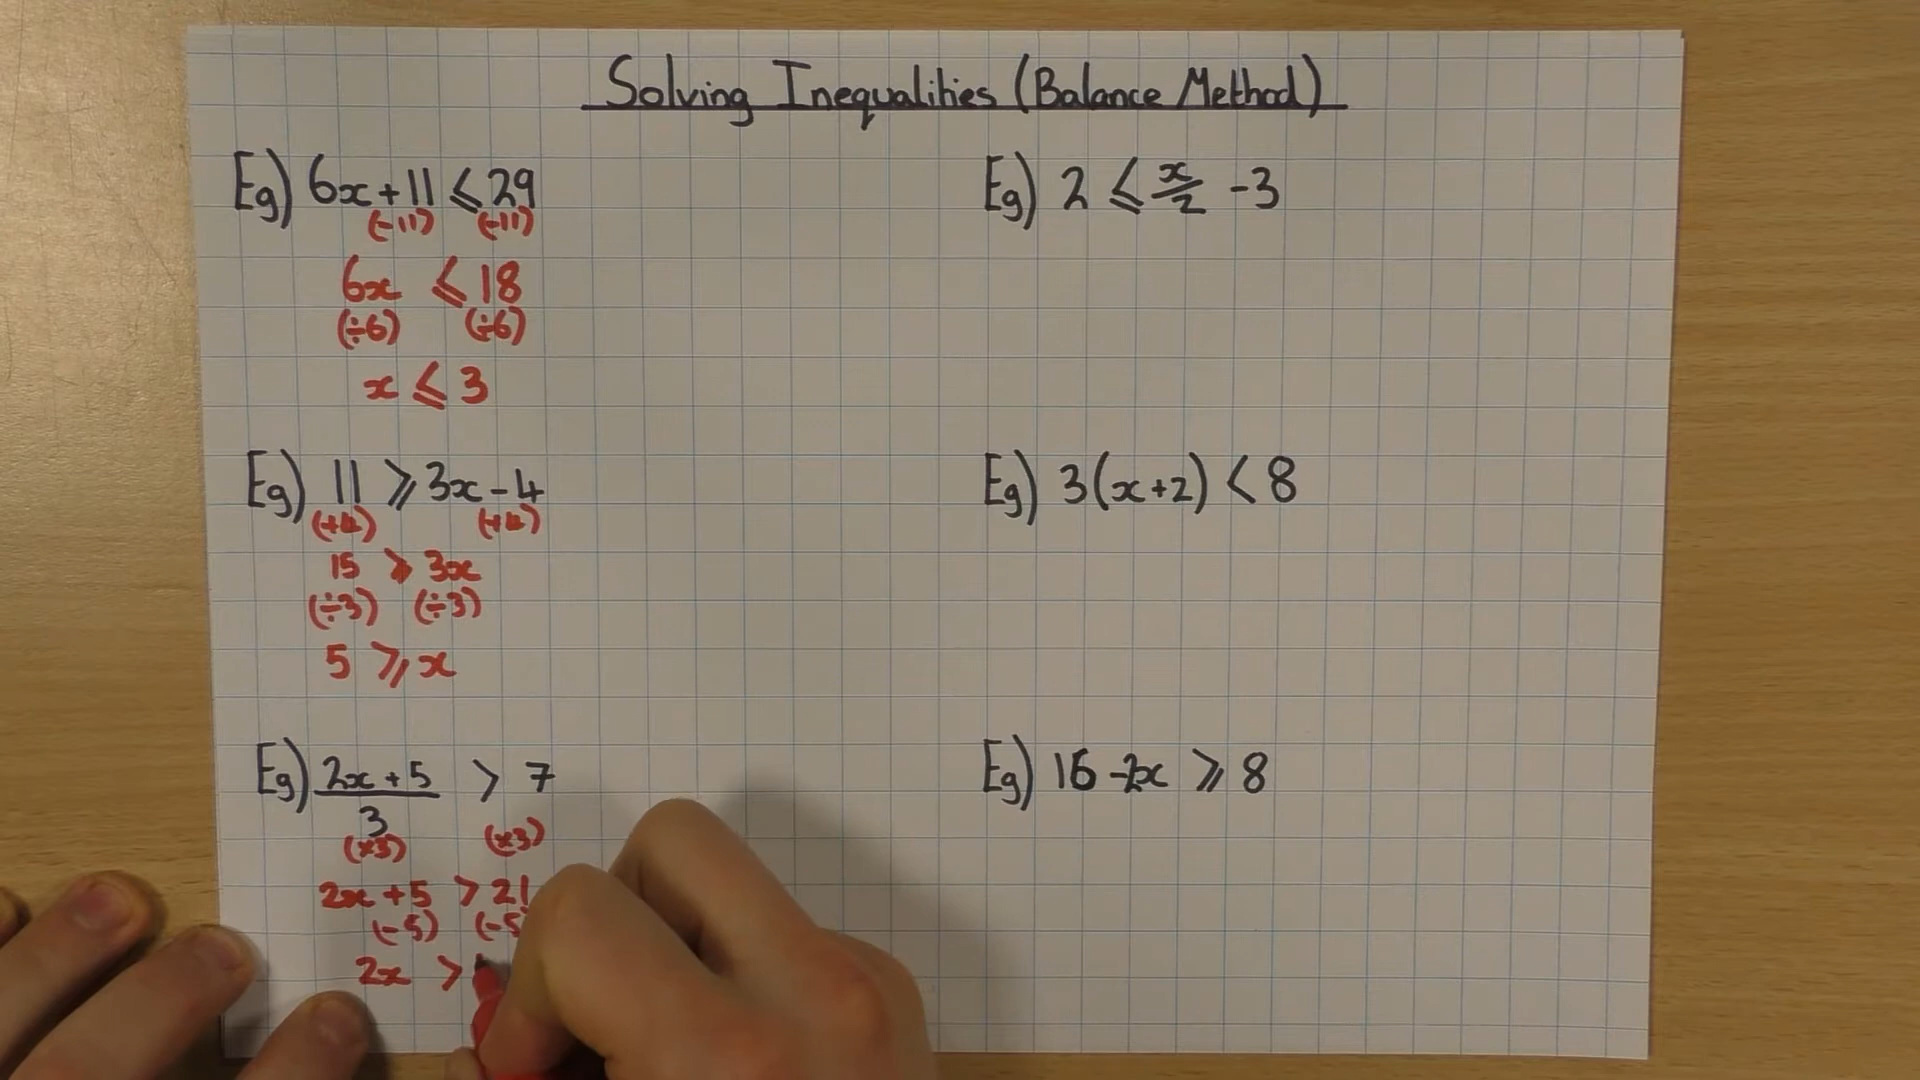 Solving Inequalities (Balance Method)
Eg) 6x+11 ⩽ 29
(-11) (-11)
6x ⩽ 18
(÷6) (÷6)
x ⩽ 3
Eg) 11 ⩾ 3x-4
(+4) (+4)
15 ⩾ 3x
(÷3) (÷3)
5 ⩾ x
Eg) 2x+5 > 7
3
(×3) (×3)
2x+5 > 21
(-5) (-5
2x >
Eg) 2 ⩽ x/2 -3
Eg) 3(x+2) < 8
Eg) 16-2x ⩾ 8